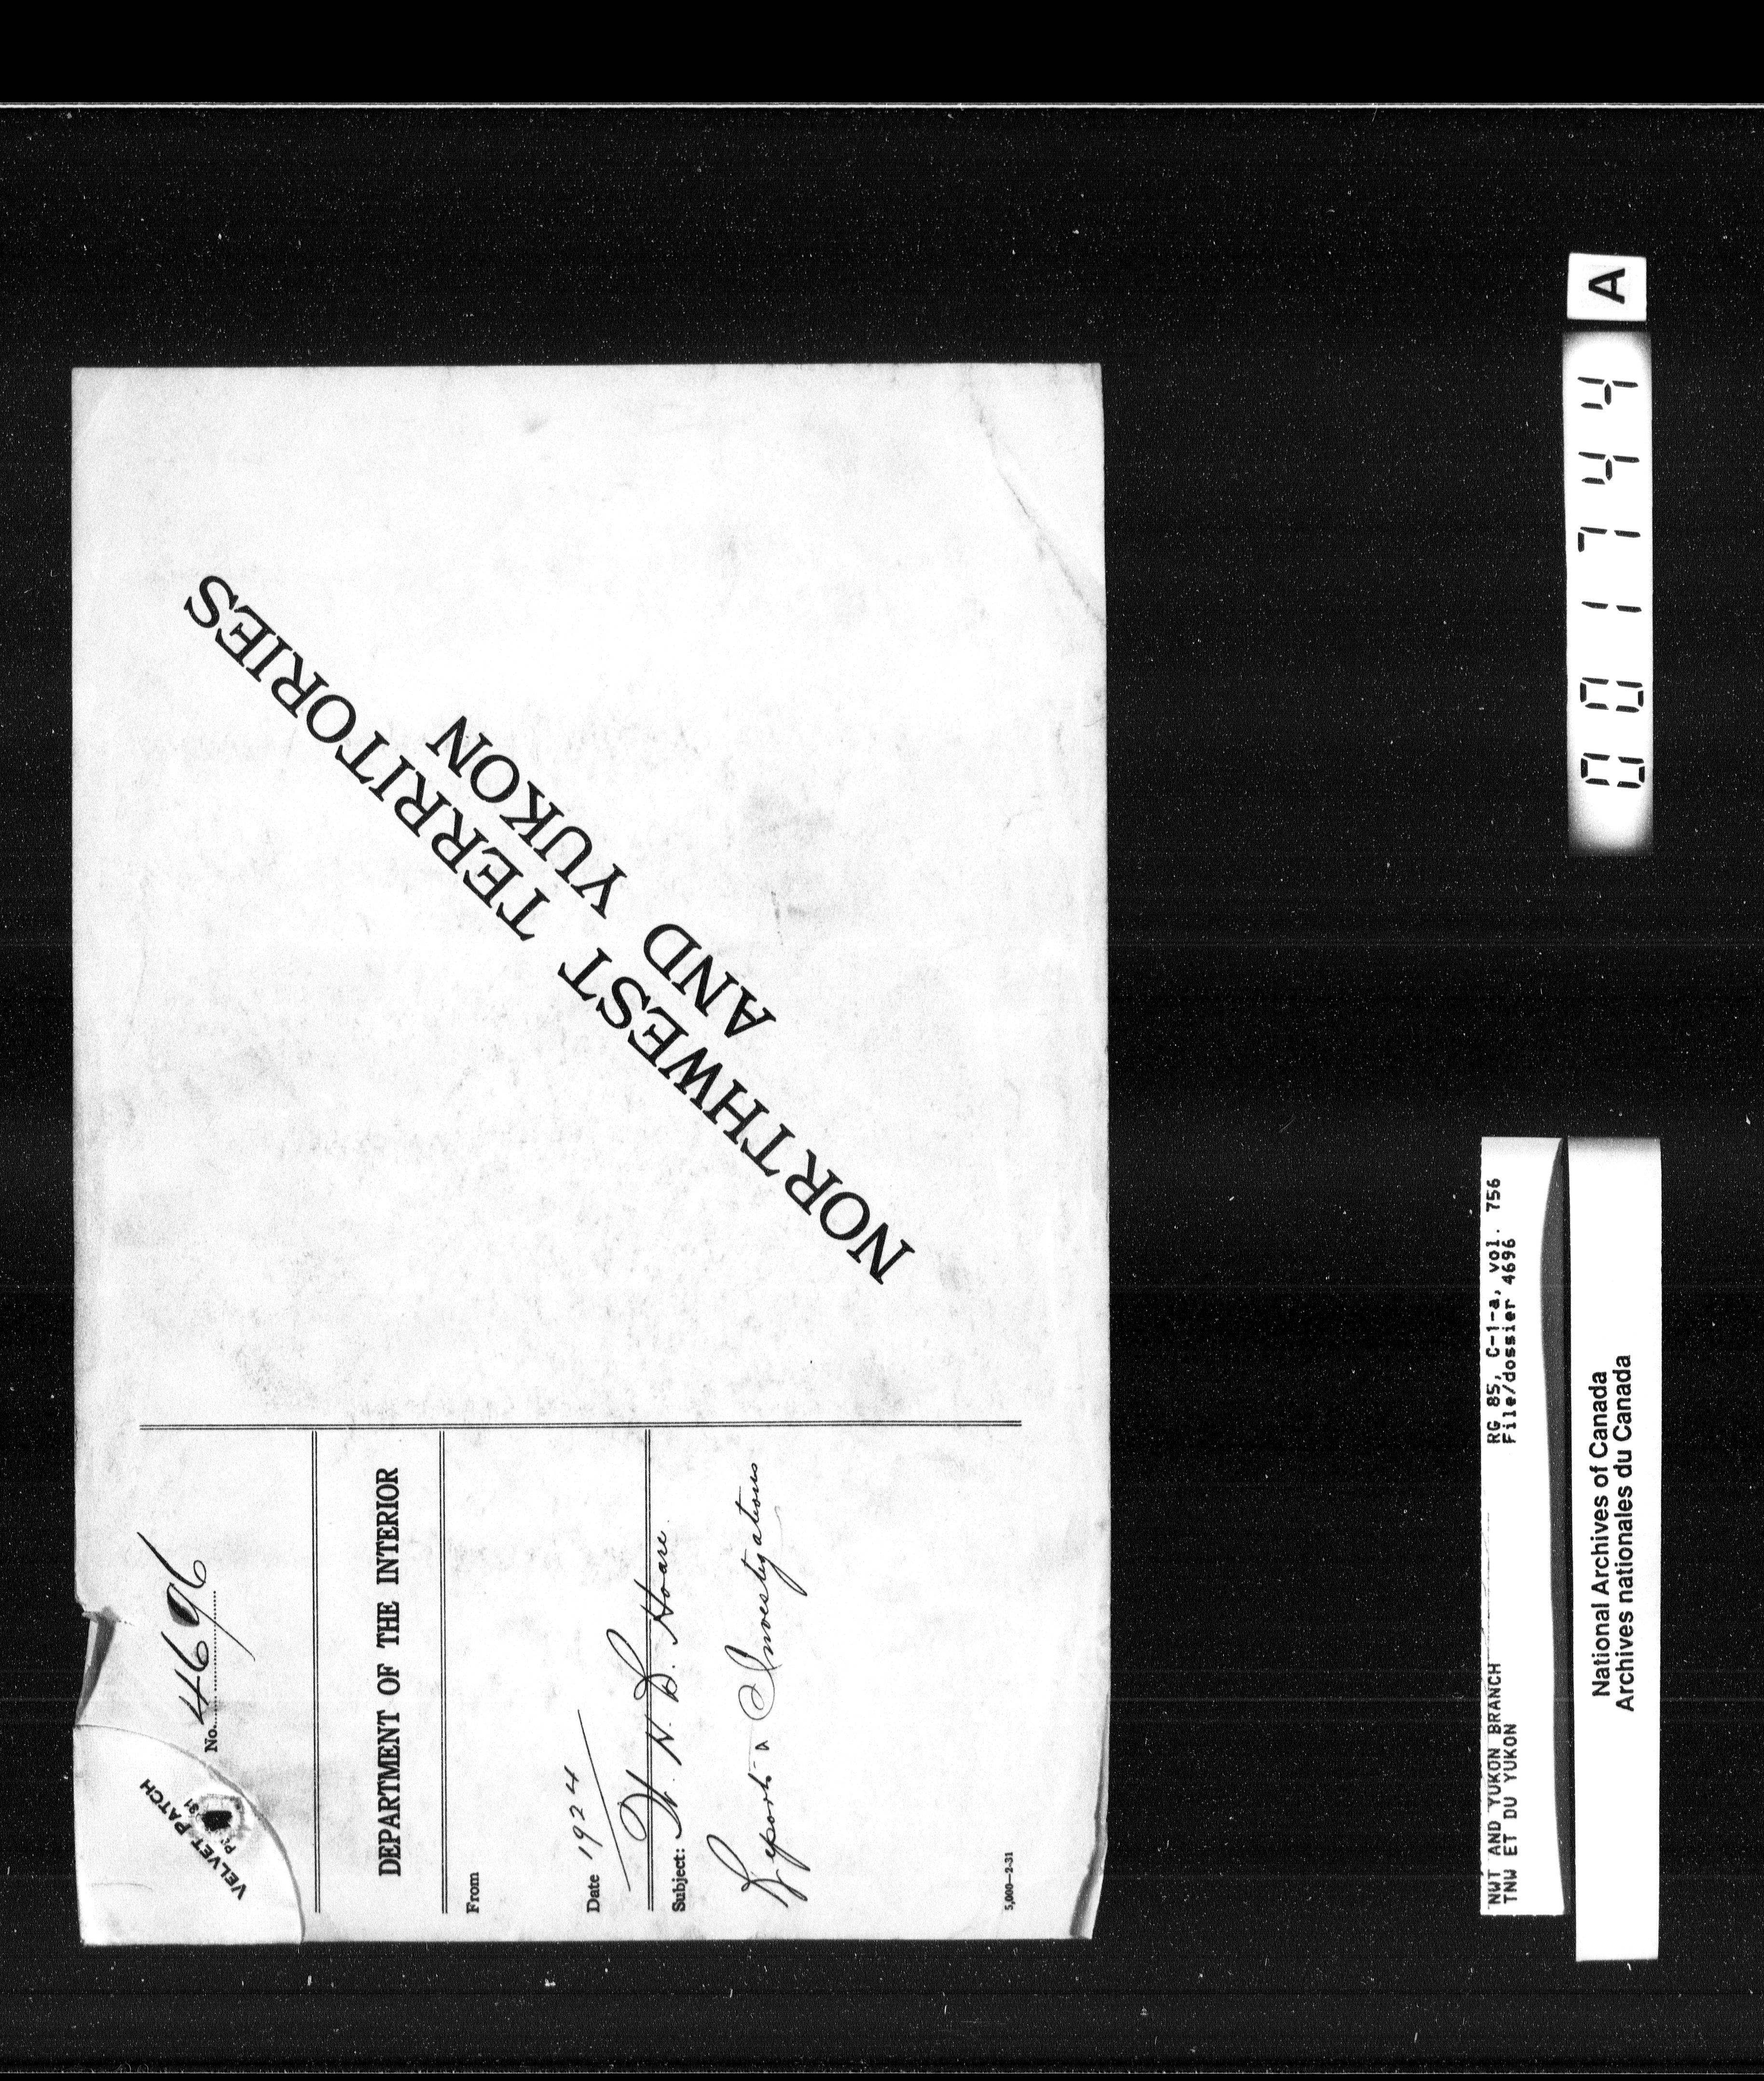 VELVET PATCH
No. 4696
DEPARTMENT OF THE INTERIOR
From
Date 1924
Subject: W. H. B. Hoare.
Reports & Investigations
5,000—2-31
NORTHWEST TERRITORIES
AND YUKON
NWT AND YUKON BRANCH RG 85, C-1-a, vol. 756
TNW ET DU YUKON File/dossier 4696
National Archives of Canada
Archives nationales du Canada
001744
A